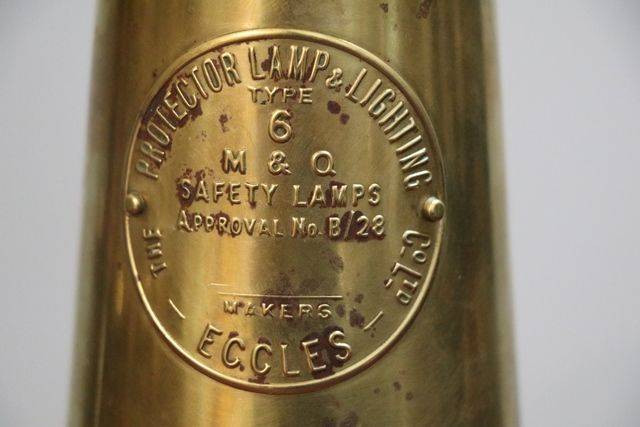 THE PROTECTOR LAMP & LIGHTING CO LTD
TYPE
6
M & Q
SAFETY LAMPS
APPROVAL No. B/28
MAKERS
ECCLES